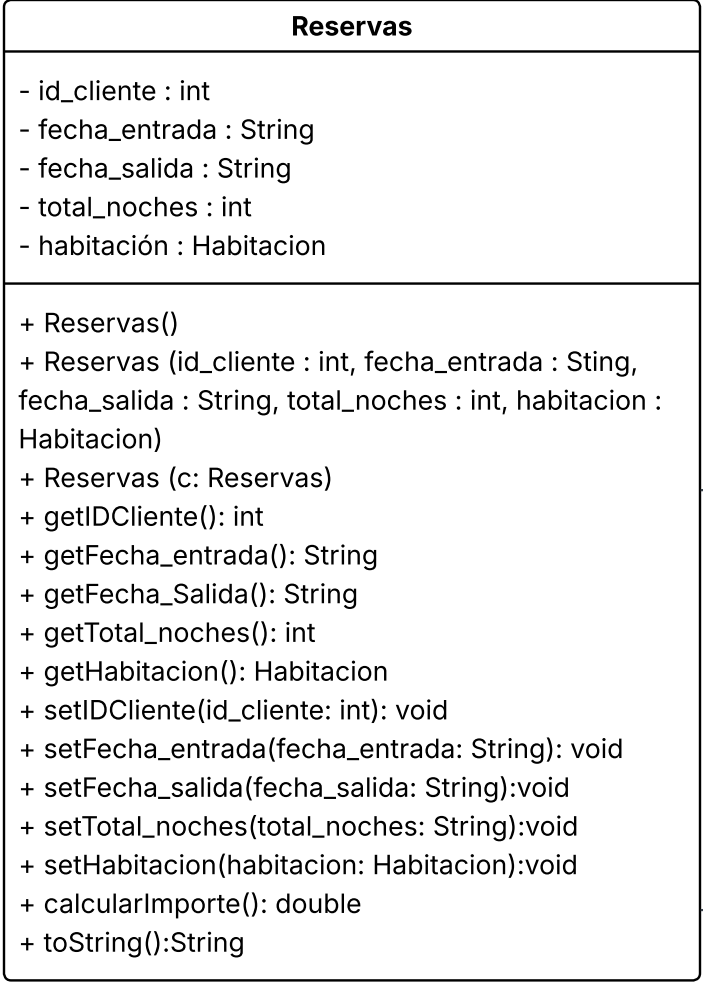 Reservas
- id_cliente : int
- fecha_entrada : String
- fecha_salida : String
- total_noches : int
- habitación : Habitacion
+ Reservas()
+ Reservas (id_cliente : int, fecha_entrada : Sting,
fecha_salida : String, total_noches : int, habitacion :
Habitacion)
+ Reservas (c: Reservas)
+ getIDCliente(): int
+ getFecha_entrada(): String
+ getFecha_Salida(): String
+ getTotal_noches(): int
+ getHabitacion(): Habitacion
+ setIDCliente(id_cliente: int): void
+ setFecha_entrada(fecha_entrada: String): void
+ setFecha_salida(fecha_salida: String):void
+ setTotal_noches(total_noches: String):void
+ setHabitacion(habitacion: Habitacion):void
+ calcularImporte(): double
+ toString():String